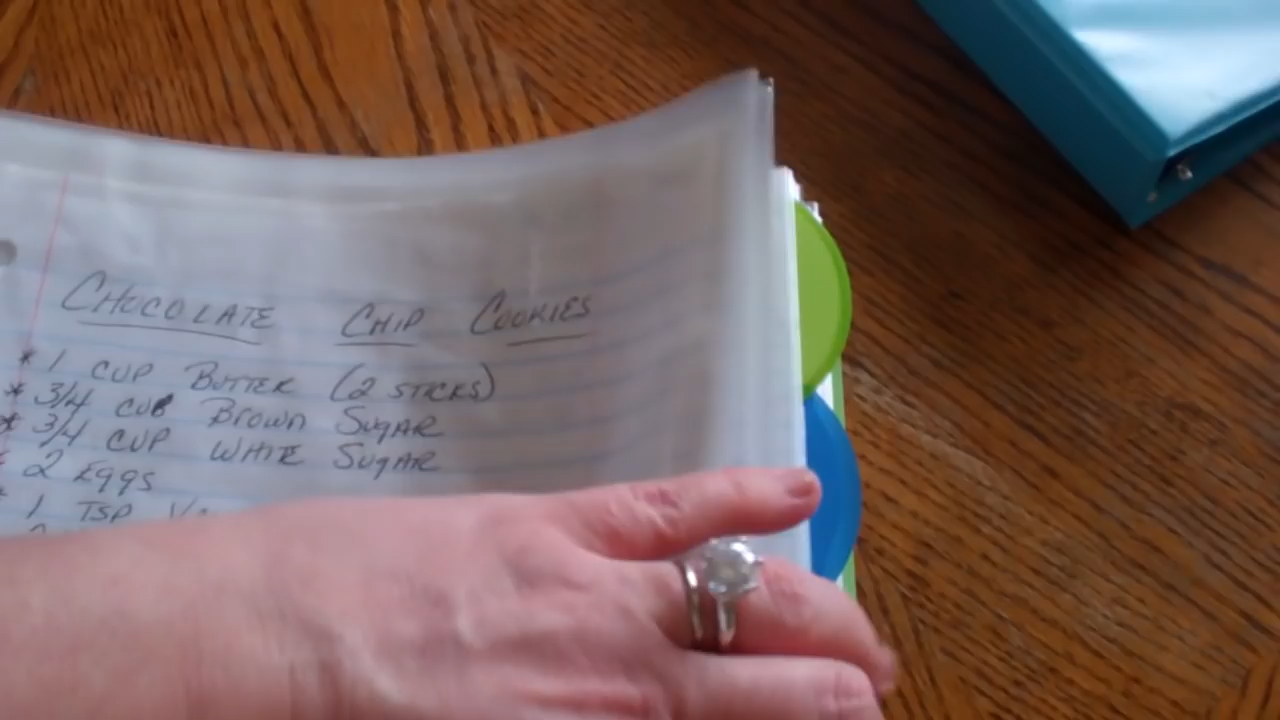 CHOCOLATE CHIP COOKIES
* 1 CUP BUTTER (2 STICKS)
* 3/4 CUB BROWN SUGAR
* 3/4 CUP WHITE SUGAR
* 2 EGGS
* 1 TSP